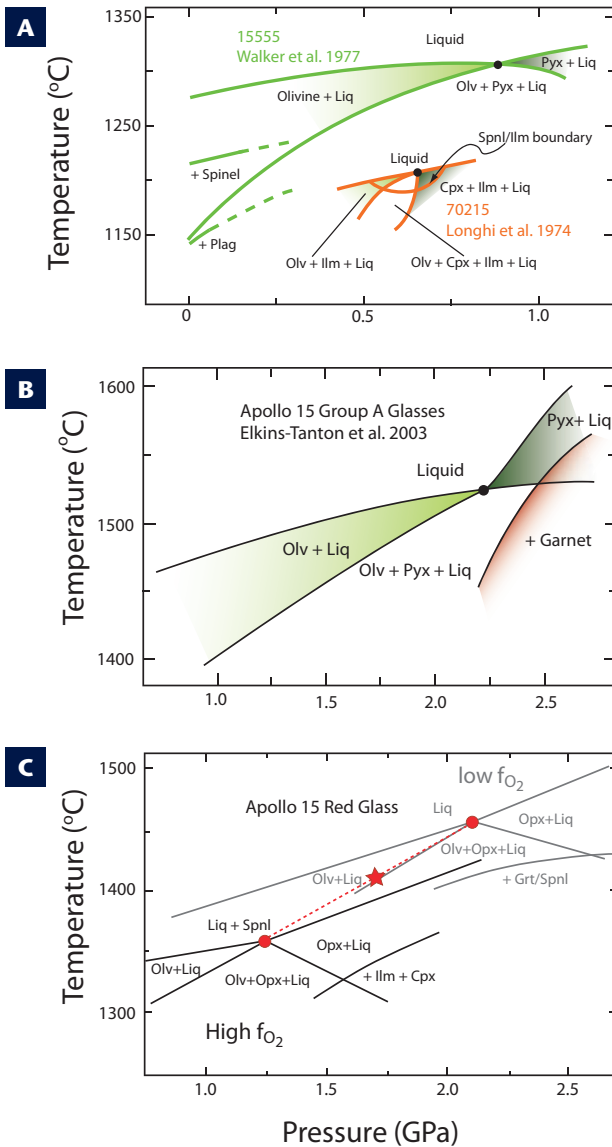 A
Temperature (°C)
1350
1250
1150
15555
Walker et al. 1977
Liquid
Pyx + Liq
Olivine + Liq
Olv + Pyx + Liq
Spnl/Ilm boundary
Liquid
+ Spinel
Cpx + Ilm + Liq
70215
Longhi et al. 1974
+ Plag
Olv + Ilm + Liq
Olv + Cpx + Ilm + Liq
0
0.5
1.0
B
Temperature (°C)
1600
1500
1400
Apollo 15 Group A Glasses
Elkins-Tanton et al. 2003
Pyx+ Liq
Liquid
Olv + Liq
+ Garnet
Olv + Pyx + Liq
1.0
2.0
2.5
C
Temperature (°C)
1500
1400
1300
low fO2
Apollo 15 Red Glass
Liq
Opx+Liq
Olv+Opx+Liq
Olv+Liq
+ Grt/Spnl
Liq + Spnl
Opx+Liq
Olv+Liq
Olv+Opx+Liq
+ Ilm + Cpx
High fO2
1.0
1.5
2.0
2.5
Pressure (GPa)